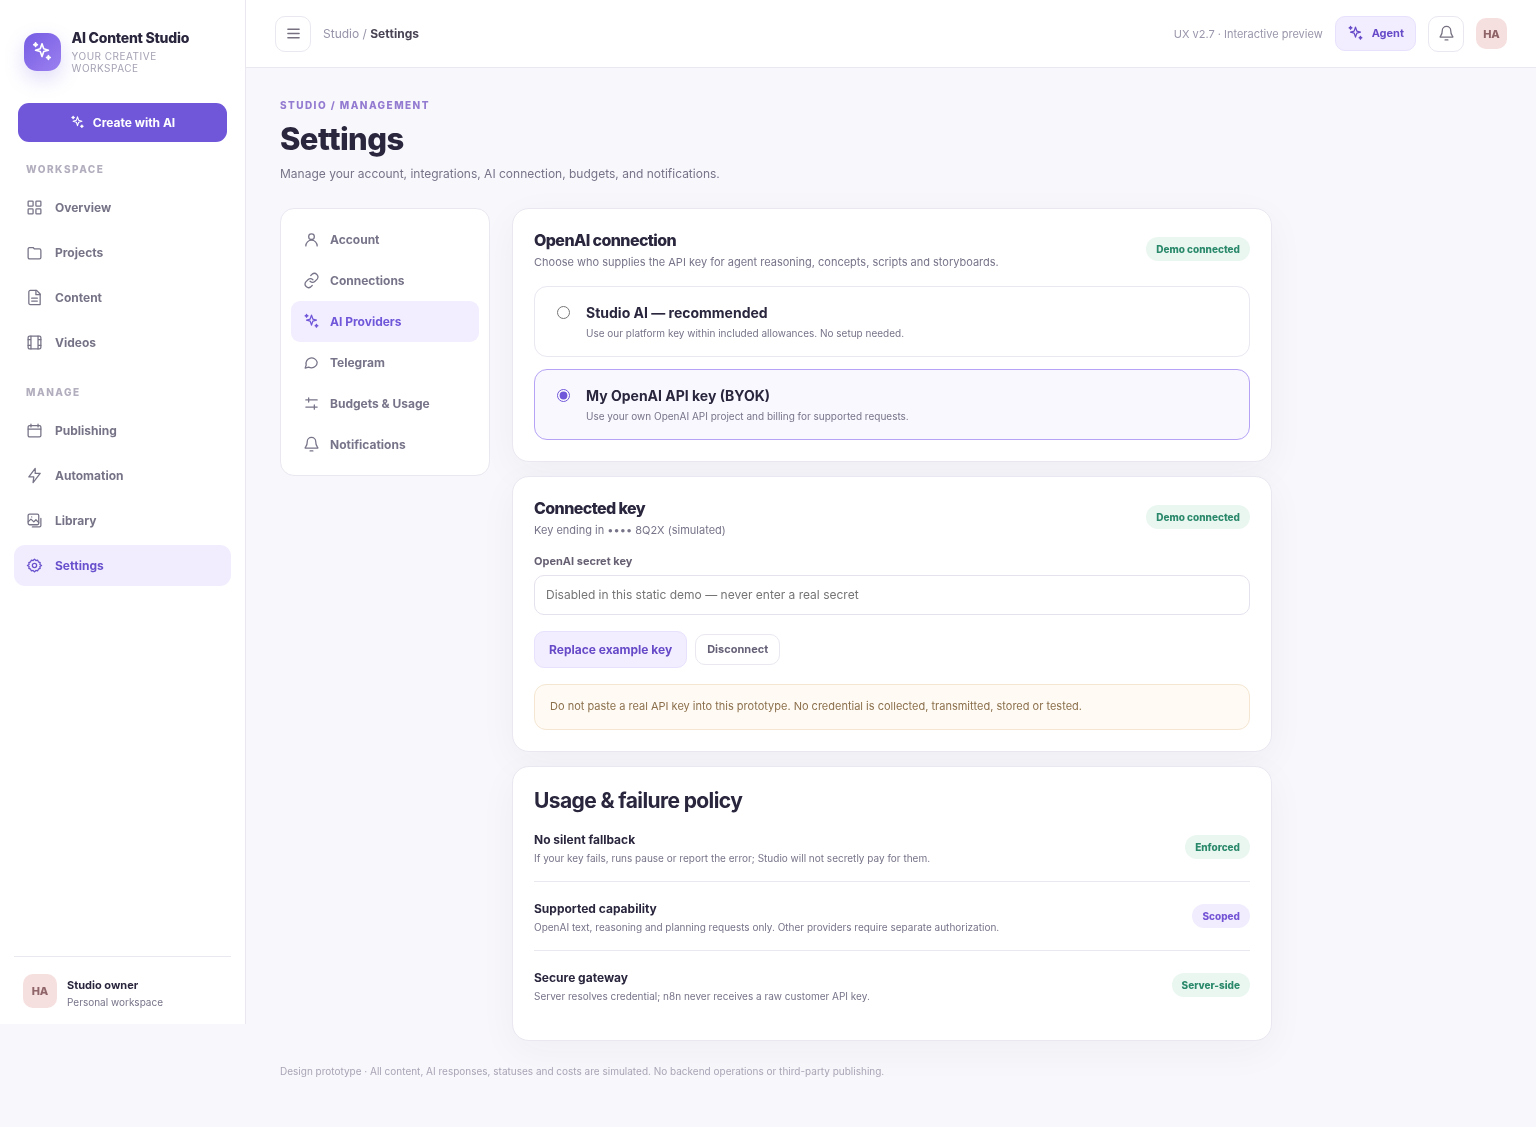 AI Content Studio
YOUR CREATIVE
WORKSPACE
Create with AI
WORKSPACE
Overview
Projects
Content
Videos
MANAGE
Publishing
Automation
Library
Settings
HA
Studio owner
Personal workspace
Studio / Settings
UX v2.7 · Interactive preview
Agent
HA
STUDIO / MANAGEMENT
Settings
Manage your account, integrations, AI connection, budgets, and notifications.
Account
Connections
AI Providers
Telegram
Budgets & Usage
Notifications
OpenAI connection
Choose who supplies the API key for agent reasoning, concepts, scripts and storyboards.
Demo connected
Studio AI — recommended
Use our platform key within included allowances. No setup needed.
My OpenAI API key (BYOK)
Use your own OpenAI API project and billing for supported requests.
Connected key
Key ending in •••• 8Q2X (simulated)
Demo connected
OpenAI secret key
Disabled in this static demo — never enter a real secret
Replace example key
Disconnect
Do not paste a real API key into this prototype. No credential is collected, transmitted, stored or tested.
Usage & failure policy
No silent fallback
If your key fails, runs pause or report the error; Studio will not secretly pay for them.
Enforced
Supported capability
OpenAI text, reasoning and planning requests only. Other providers require separate authorization.
Scoped
Secure gateway
Server resolves credential; n8n never receives a raw customer API key.
Server-side
Design prototype · All content, AI responses, statuses and costs are simulated. No backend operations or third-party publishing.